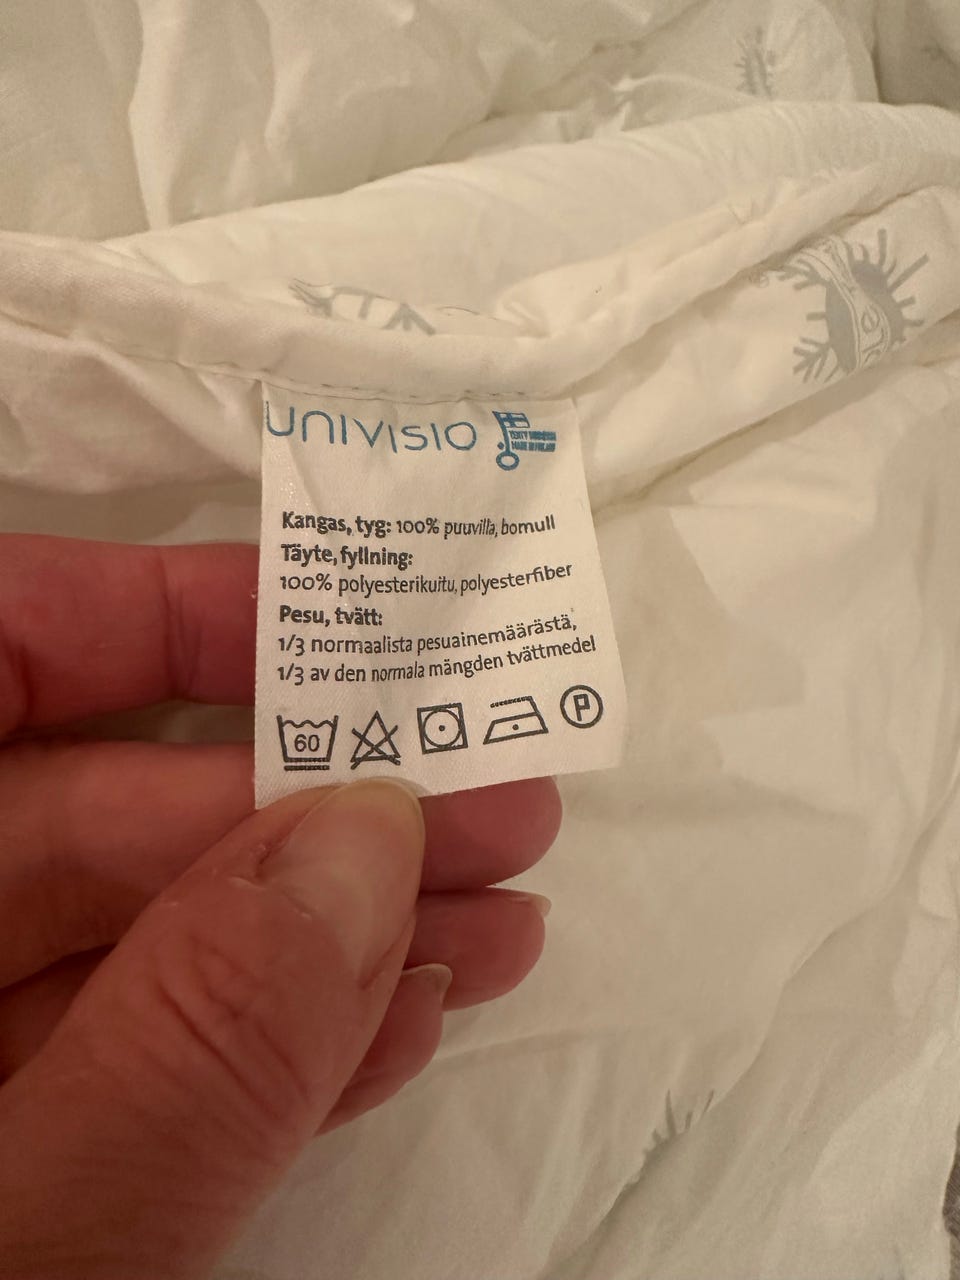 UNIVISIO
Kangas, tyg: 100% puuvilla, bomull
Täyte, fyllning:
100% polyesterikuitu, polyesterfiber
Pesu, tvätt:
1/3 normaalista pesuainemäärästä,
1/3 av den normala mängden tvättmedel
60
P